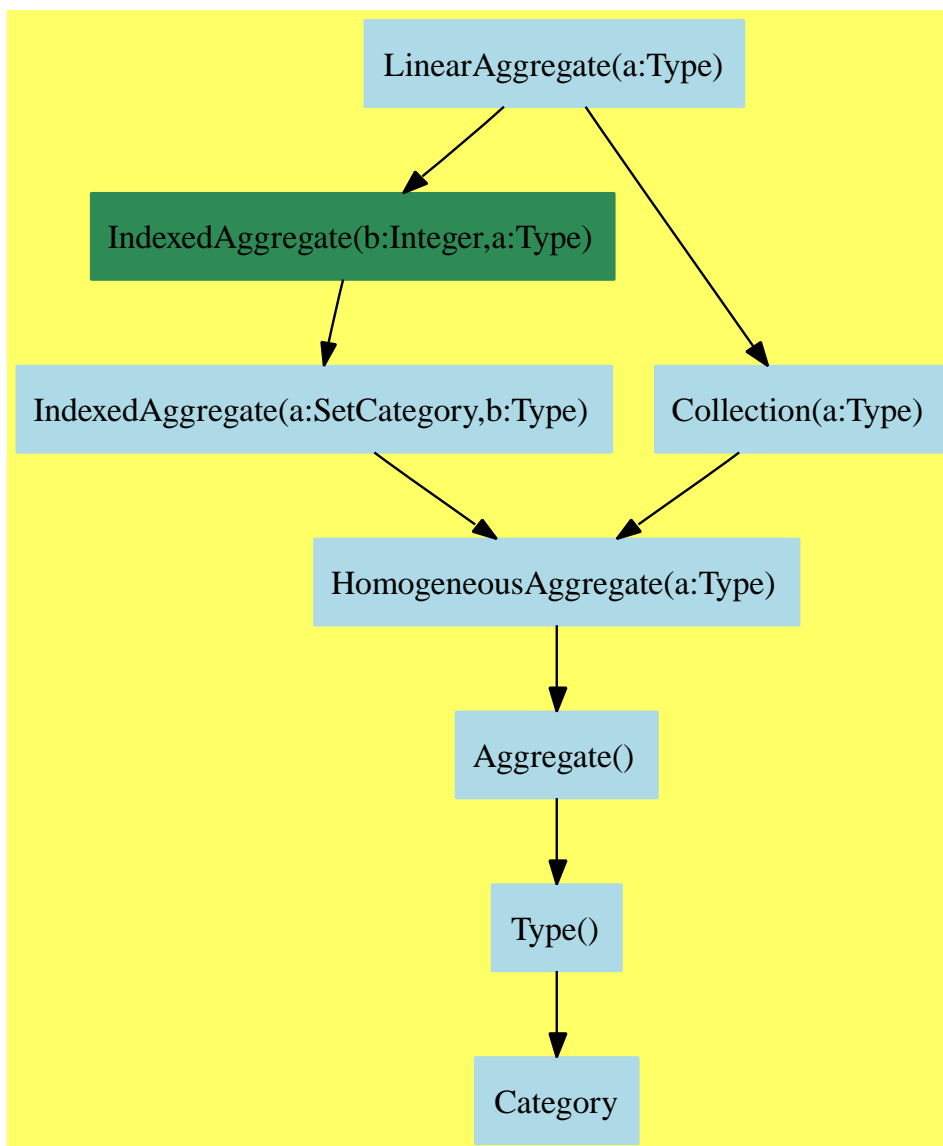 LinearAggregate(a:Type)
IndexedAggregate(b:Integer,a:Type)
IndexedAggregate(a:SetCategory,b:Type)
Collection(a:Type)
HomogeneousAggregate(a:Type)
Aggregate()
Type()
Category